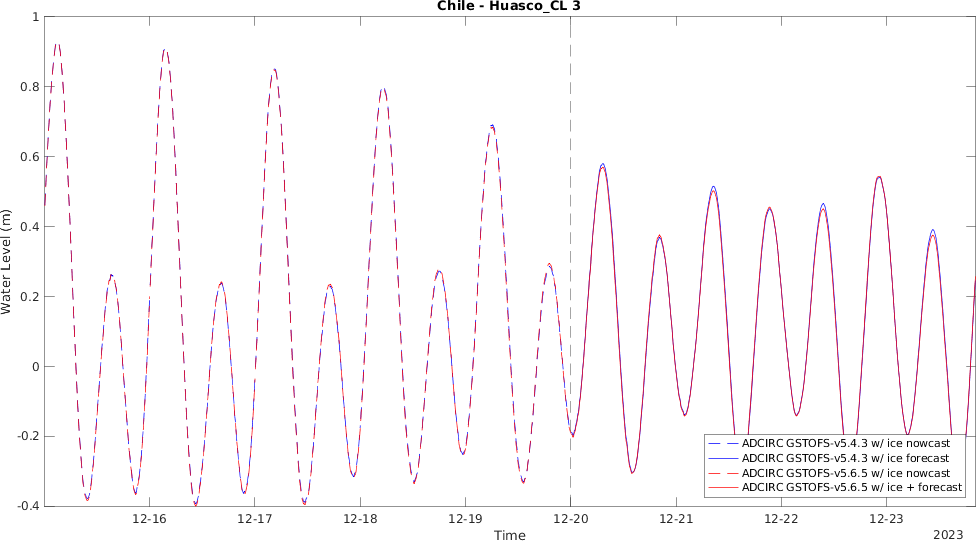 Chile - Huasco_CL 3
1
0.8
0.6
0.4
0.2
0
-0.2
-0.4
Water Level (m)
12-16
12-17
12-18
12-19
12-20
12-21
12-22
12-23
Time
2023
ADCIRC GSTOFS-v5.4.3 w/ ice nowcast
ADCIRC GSTOFS-v5.4.3 w/ ice forecast
ADCIRC GSTOFS-v5.6.5 w/ ice nowcast
ADCIRC GSTOFS-v5.6.5 w/ ice + forecast